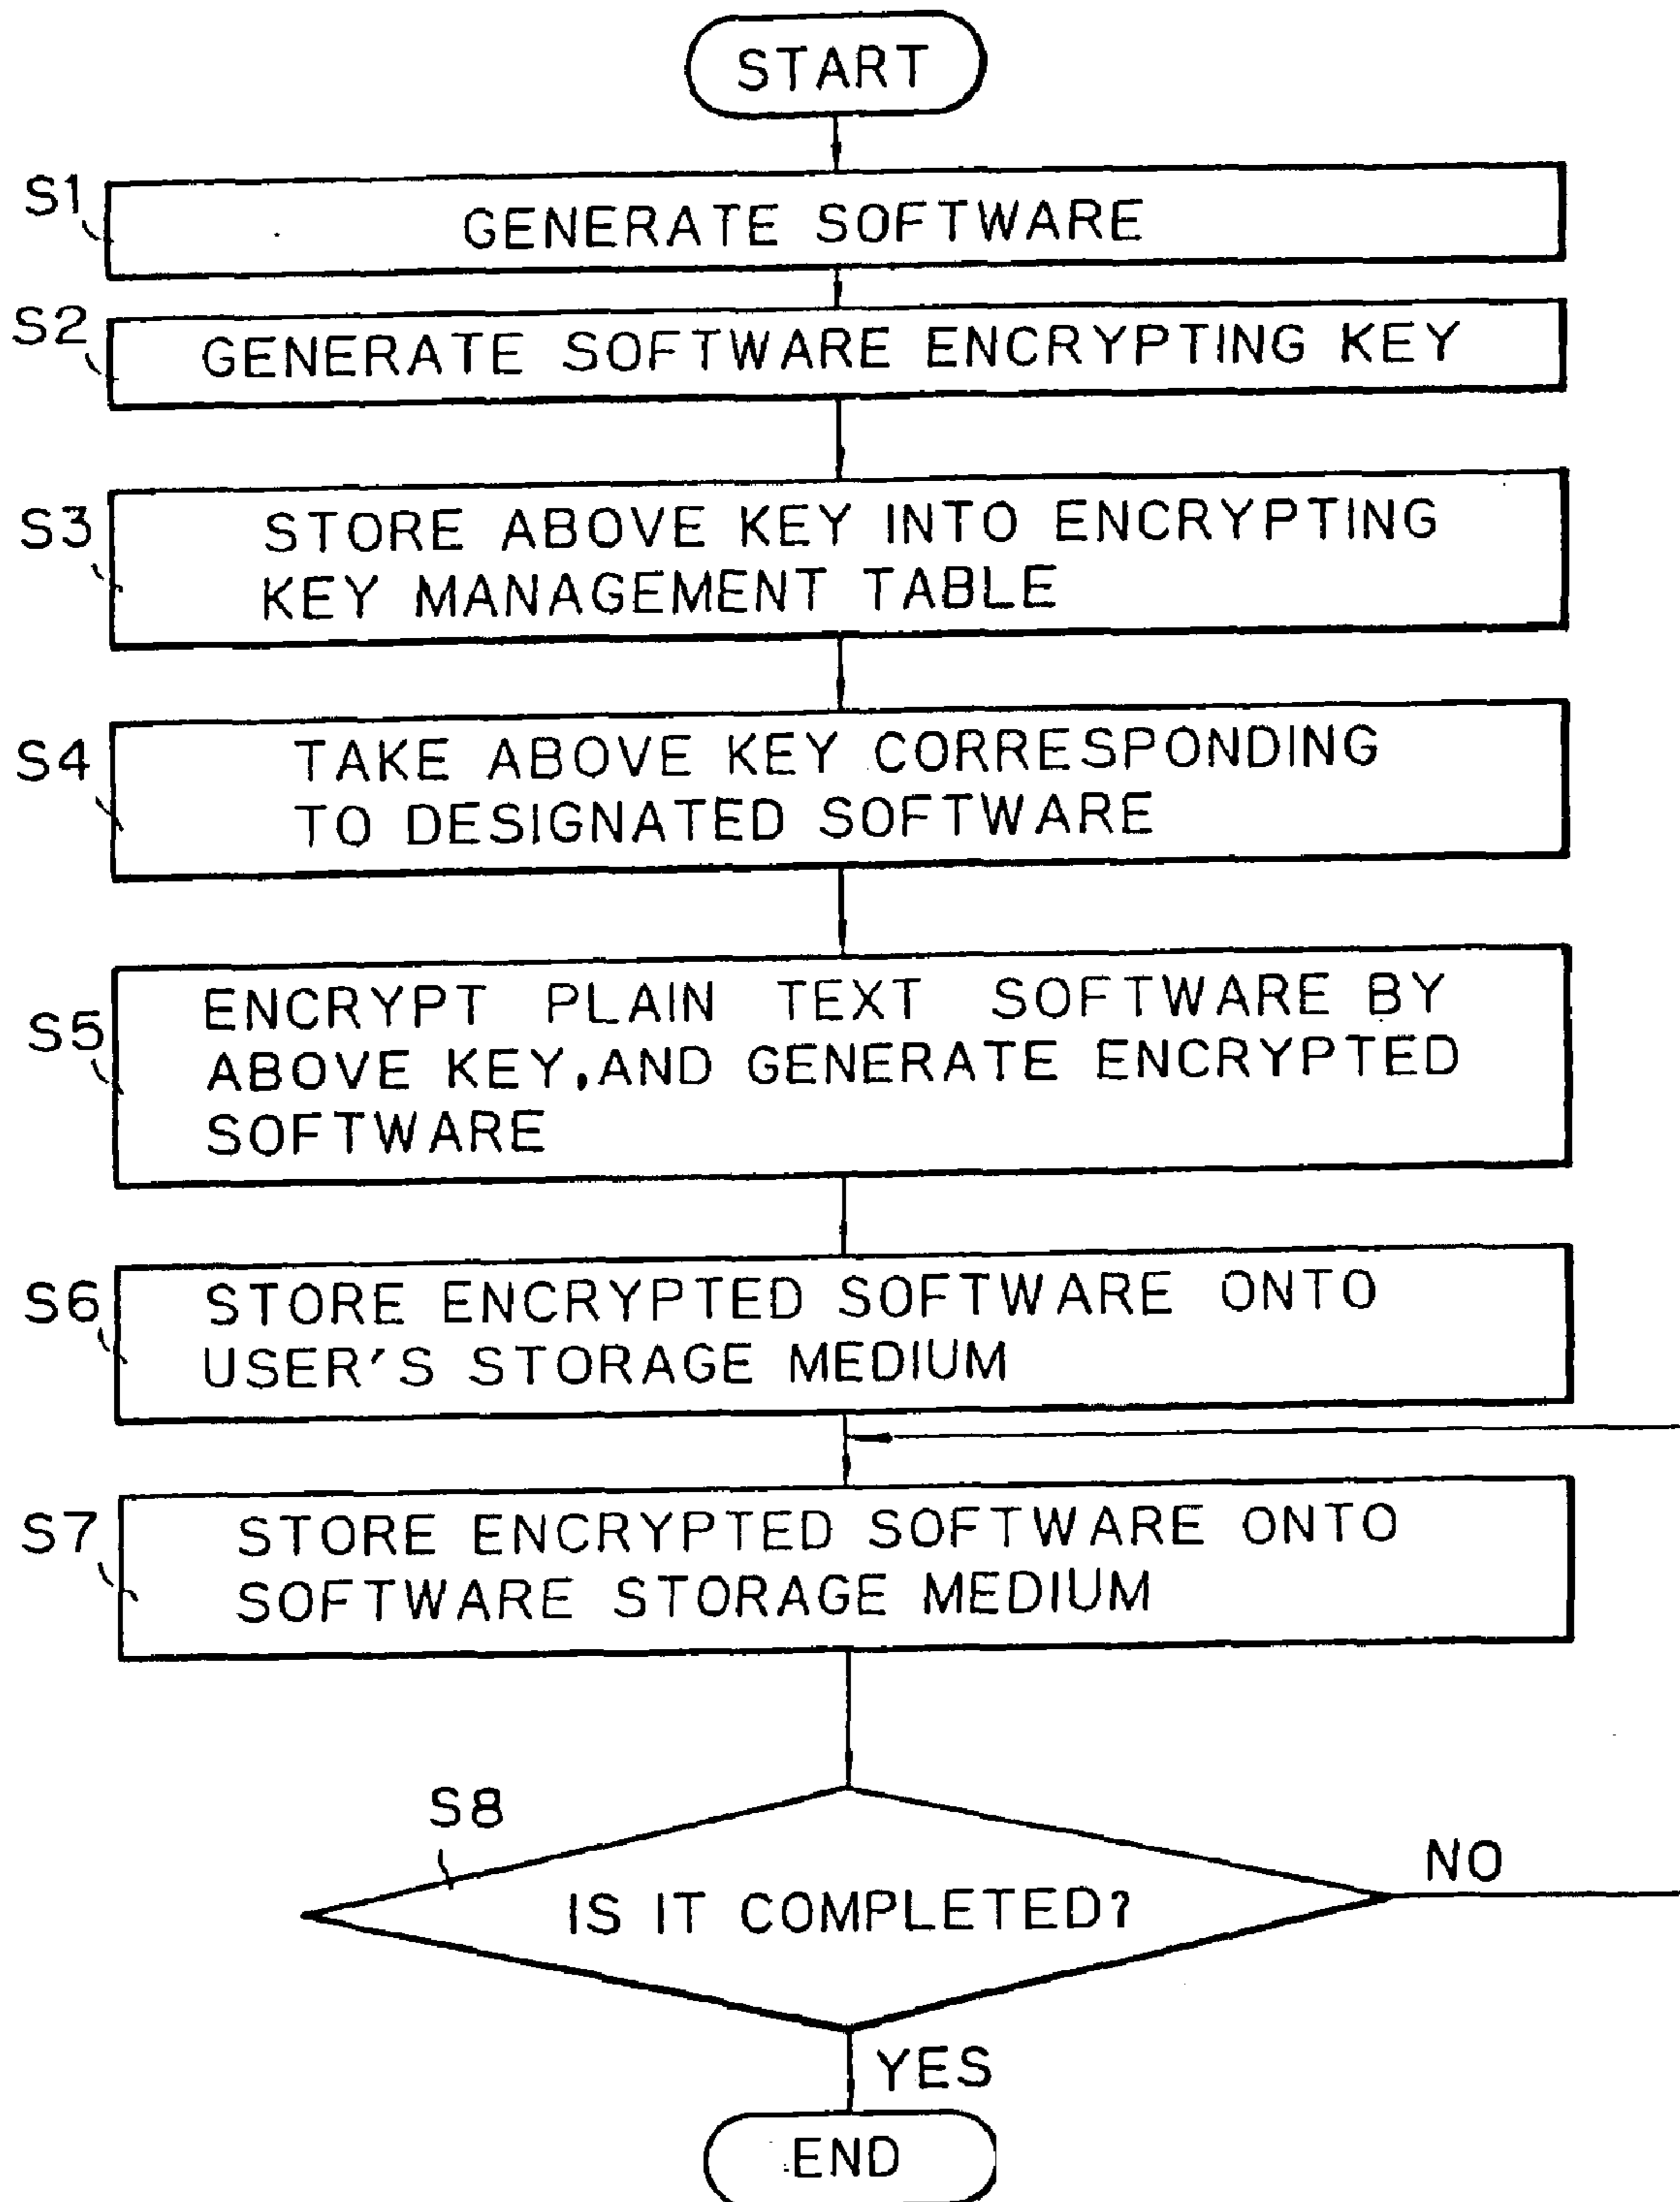 START
S1
GENERATE SOFTWARE
S2
GENERATE SOFTWARE ENCRYPTING KEY
S3
STORE ABOVE KEY INTO ENCRYPTING
KEY MANAGEMENT TABLE
S4
TAKE ABOVE KEY CORRESPONDING
TO DESIGNATED SOFTWARE
S5
ENCRYPT PLAIN TEXT SOFTWARE BY
ABOVE KEY, AND GENERATE ENCRYPTED
SOFTWARE
S6
STORE ENCRYPTED SOFTWARE ONTO
USER'S STORAGE MEDIUM
S7
STORE ENCRYPTED SOFTWARE ONTO
SOFTWARE STORAGE MEDIUM
S8
IS IT COMPLETED?
NO
YES
END